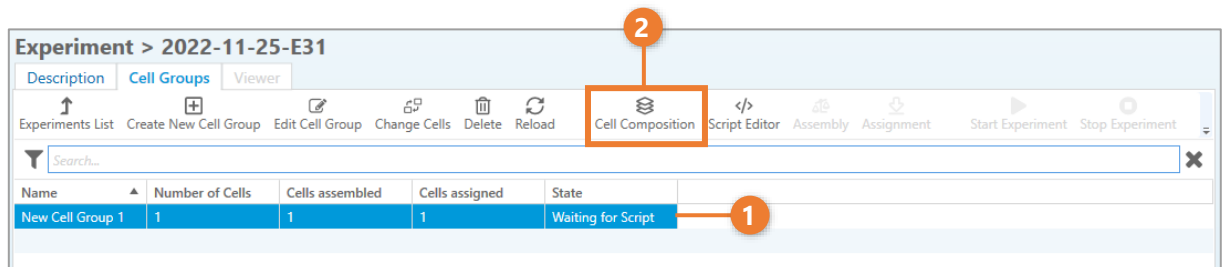 2
Experiment > 2022-11-25-E31
Description Cell Groups Viewer
Experiments List Create New Cell Group Edit Cell Group Change Cells Delete Reload Cell Composition Script Editor Assembly Assignment Start Experiment Stop Experiment
Search...
Name Number of Cells Cells assembled Cells assigned State
New Cell Group 1 1 1 1 Waiting for Script 1